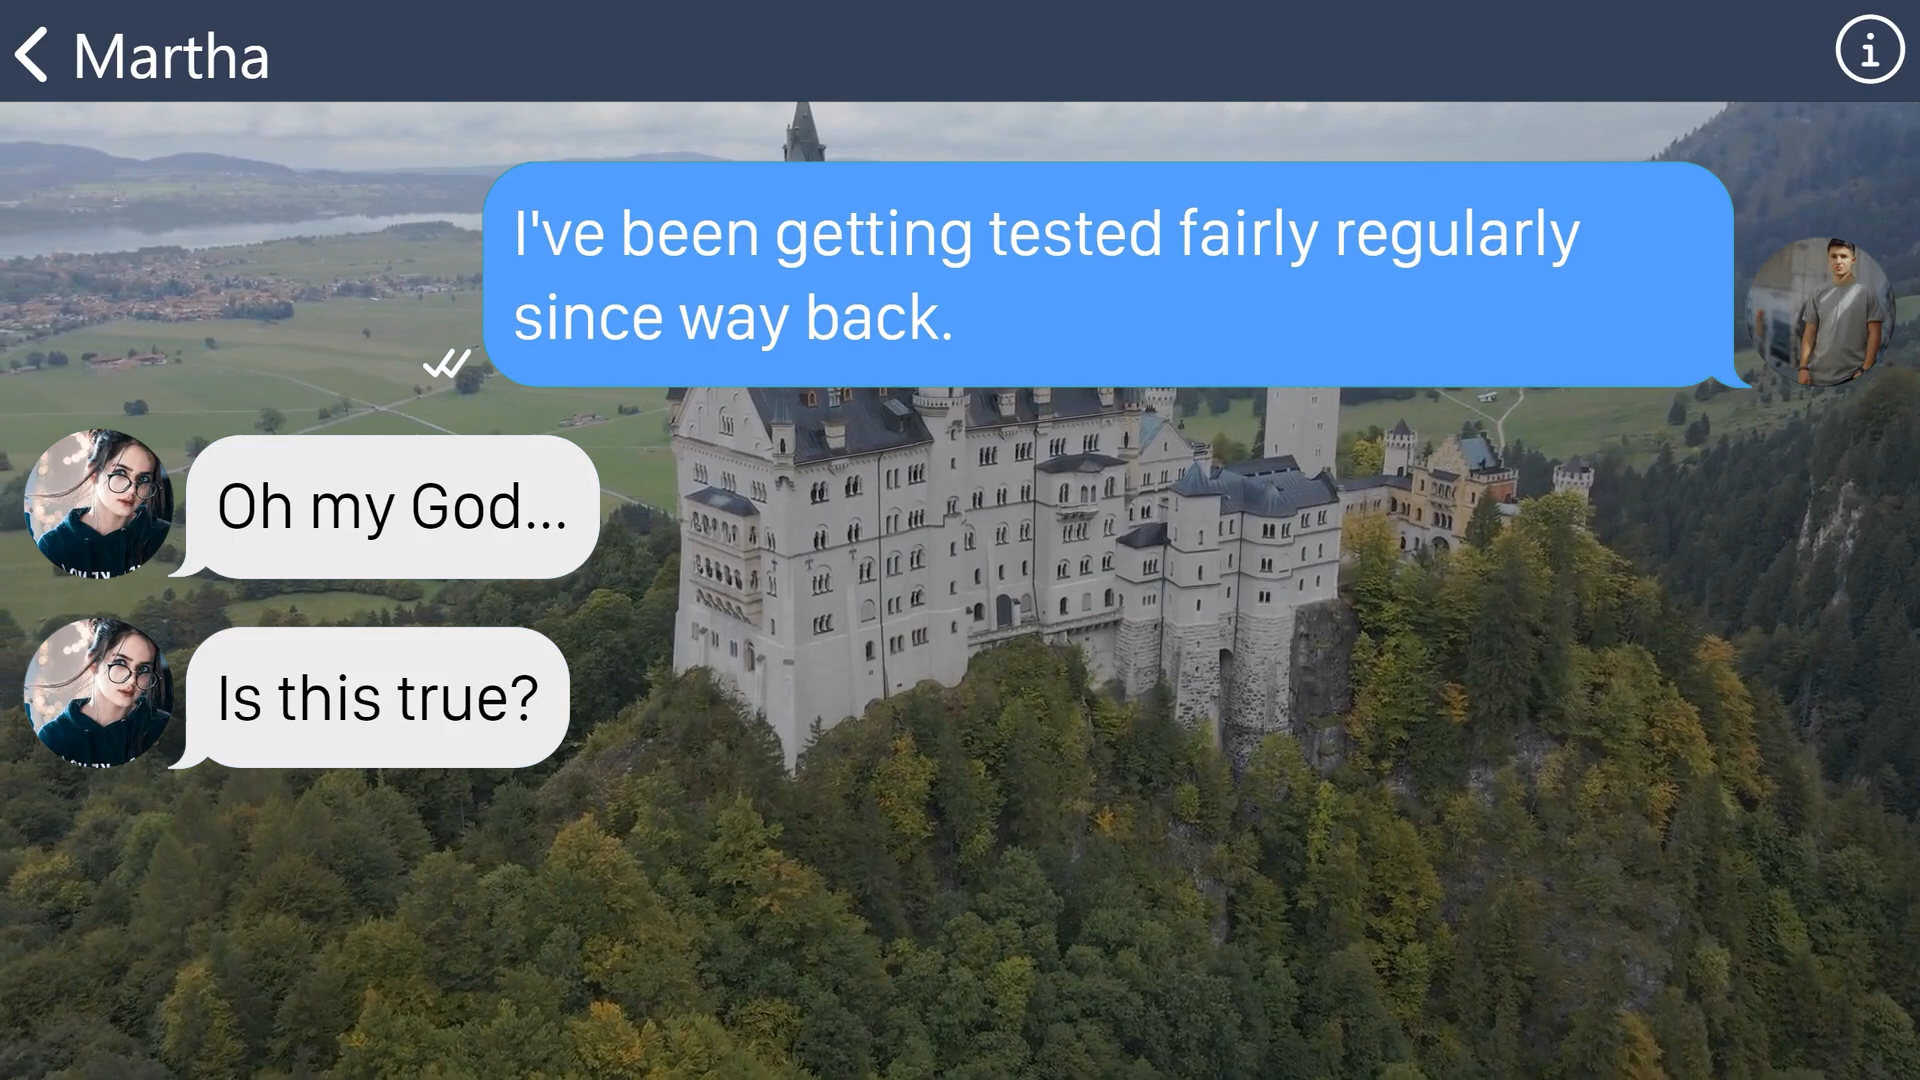 Martha
I've been getting tested fairly regularly
since way back.
Oh my God...
Is this true?